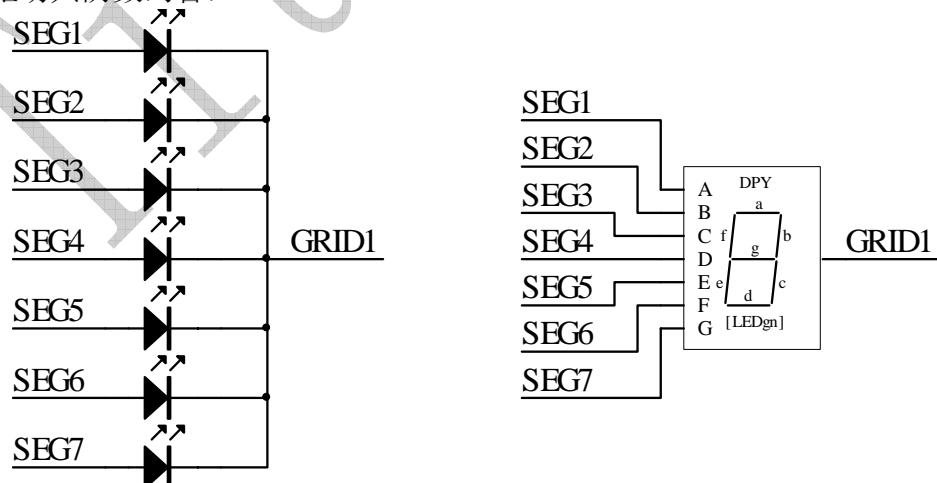 SEG1
SEG2
SEG3
SEG4
SEG5
SEG6
SEG7
GRID1
SEG1
SEG2
SEG3
SEG4
SEG5
SEG6
SEG7
A
B
C
D
E
F
G
DPY
a
f
b
g
e
c
d
[LEDgn]
GRID1